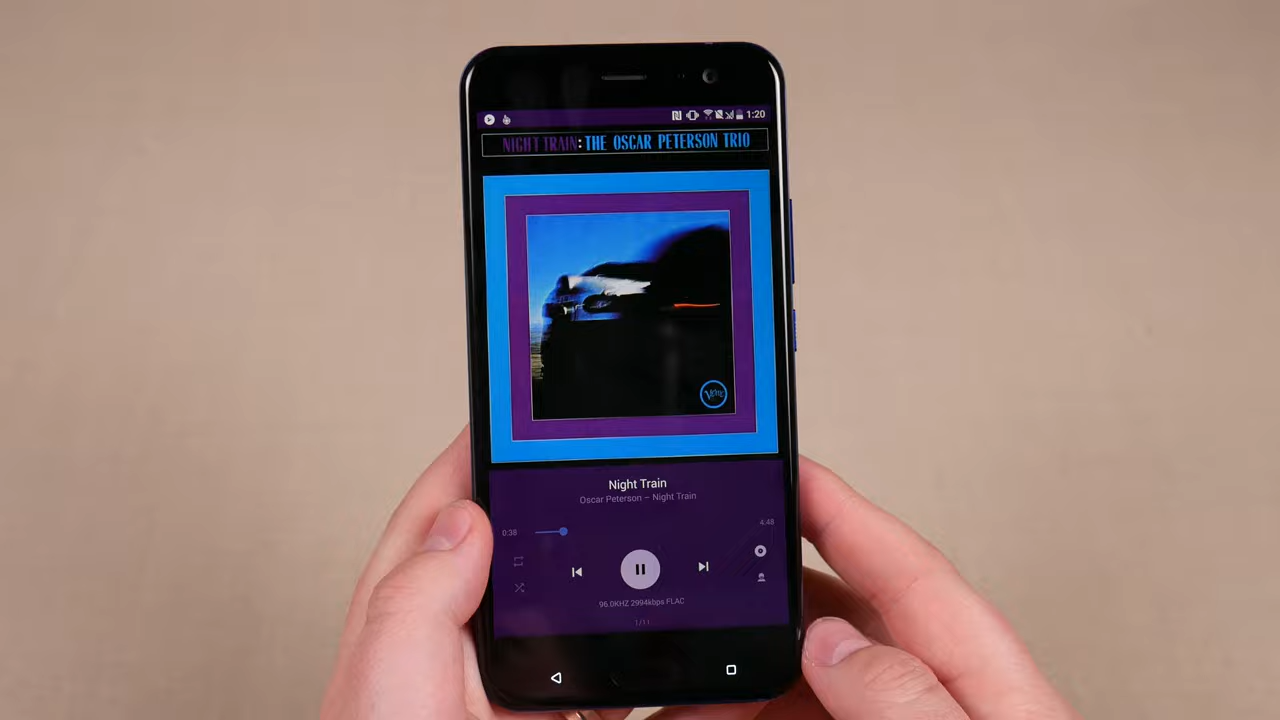 1:20
NIGHT TRAIN: THE OSCAR PETERSON TRIO
Verve
Night Train
Oscar Peterson – Night Train
0:38
4:48
96.0KHZ 2994kbps FLAC
1/11